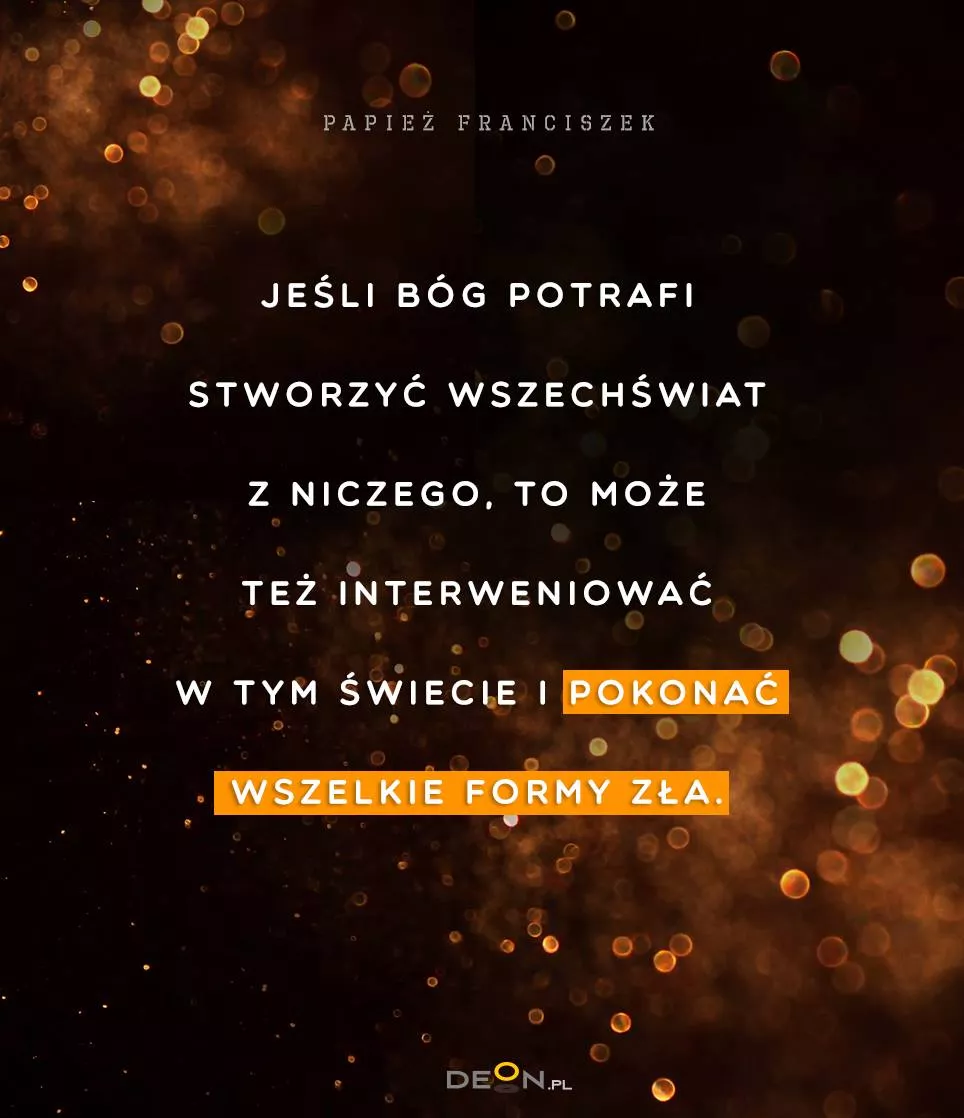 PAPIEŻ FRANCISZEK
JEŚLI BÓG POTRAFI
STWORZYĆ WSZECHŚWIAT
Z NICZEGO, TO MOŻE
TEŻ INTERWENIOWAĆ
W TYM ŚWIECIE I POKONAĆ
WSZELKIE FORMY ZŁA.
DEON.PL